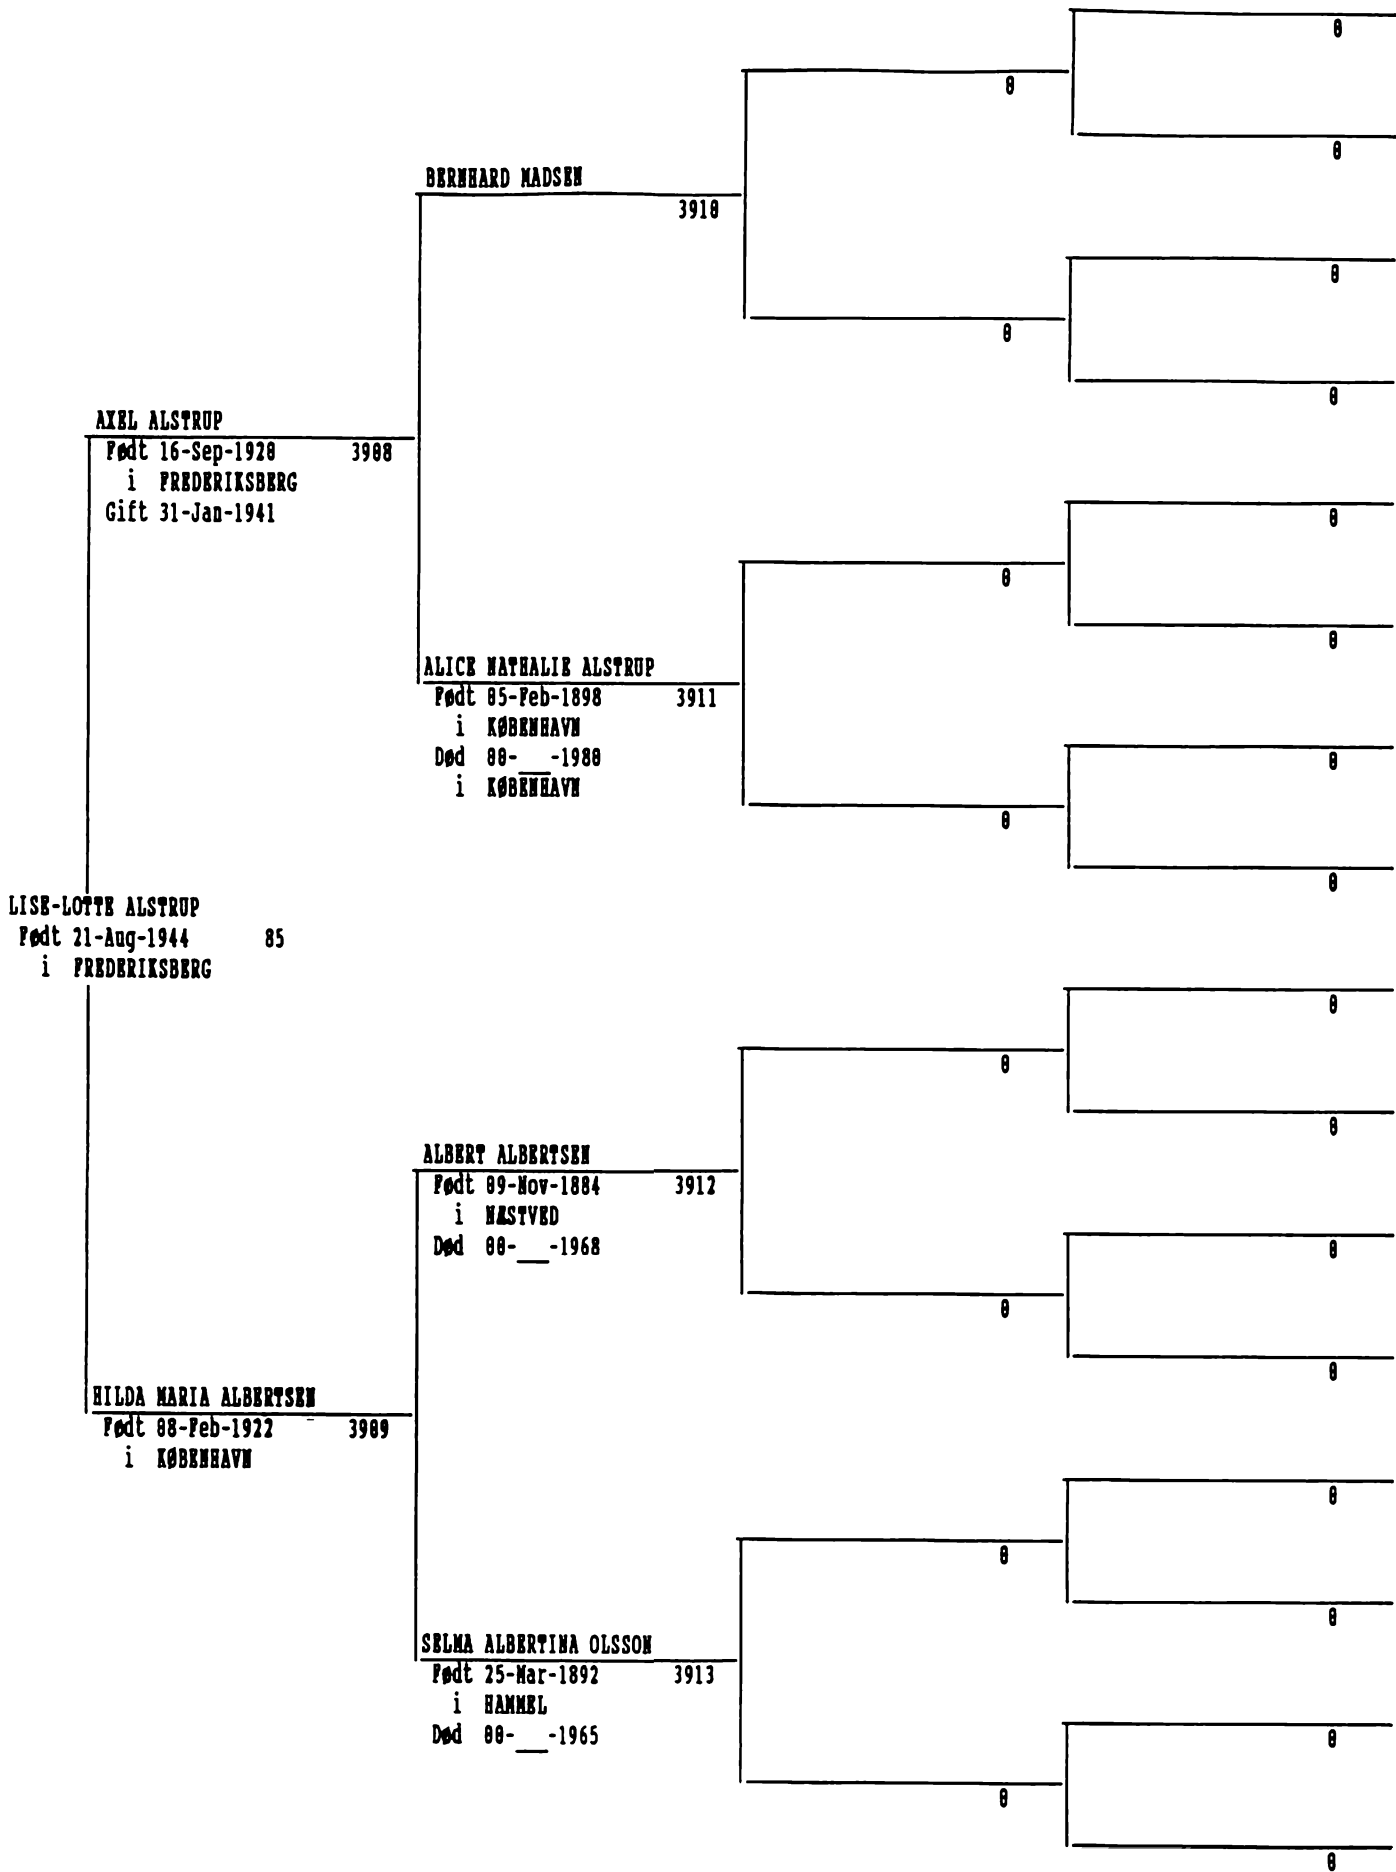 0
0
0
BERNHARD MADSEN
3910
0
0
0
AXEL ALSTRUP
Født 16-Sep-1920 3908
i FREDERIKSBERG
Gift 31-Jan-1941
0
0
0
ALICE NATHALIE ALSTRUP
Født 05-Feb-1898 3911
i KØBENHAVN
Død 00-___-1980
i KØBENHAVN
0
0
0
LISE-LOTTE ALSTRUP
Født 21-Aug-1944 85
i FREDERIKSBERG
0
0
0
ALBERT ALBERTSEN
Født 09-Nov-1884 3912
i NÆSTVED
Død 00-___-1968
0
0
0
HILDA MARIA ALBERTSEN
Født 08-Feb-1922 3909
i KØBENHAVN
0
0
0
SELMA ALBERTINA OLSSON
Født 25-Mar-1892 3913
i HAMMEL
Død 00-___-1965
0
0
0